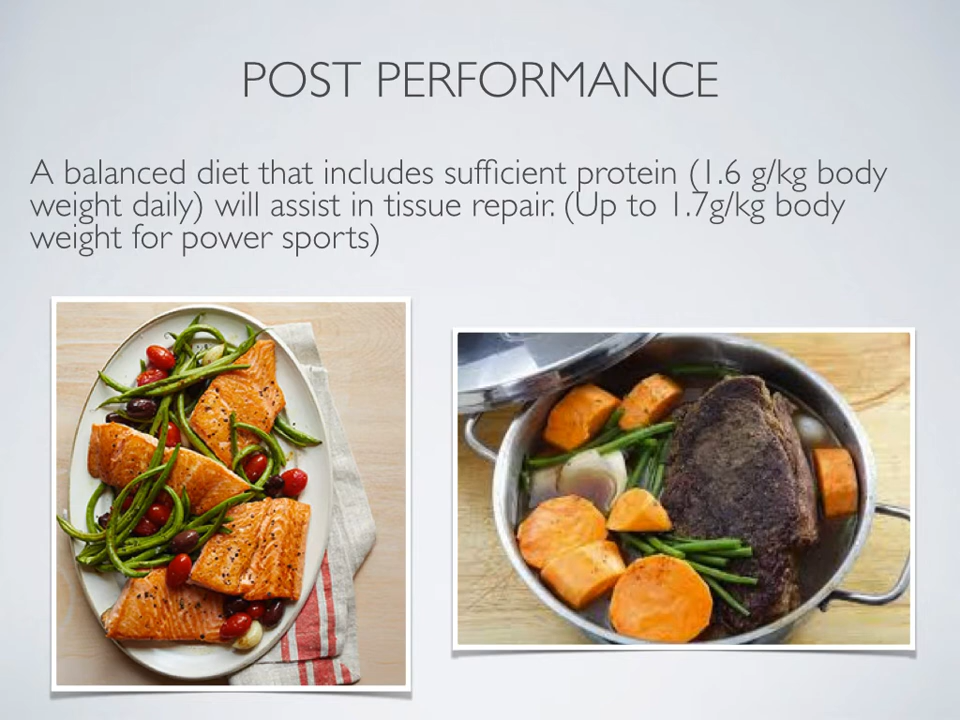 POST PERFORMANCE
A balanced diet that includes sufficient protein (1.6 g/kg body
weight daily) will assist in tissue repair. (Up to 1.7g/kg body
weight for power sports)